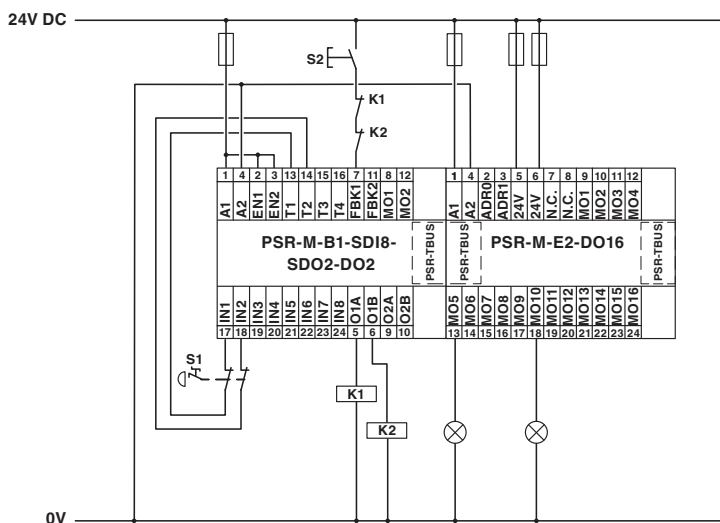 24V DC
S2
K1
K2
1 4 2 3 13 14 15 16 7 11 8 12
A1 A2 EN1 EN2 T1 T2 T3 T4 FBK1 FBK2 MO1 MO2
1 4 2 3 5 6 7 8 9 10 11 12
A1 A2 ADR0 ADR1 24V 24V N.C. N.C. MO1 MO2 MO3 MO4
PSR-M-B1-SDI8-
SDO2-DO2
PSR-TBUS
PSR-TBUS
PSR-M-E2-DO16
PSR-TBUS
IN1 IN2 IN3 IN4 IN5 IN6 IN7 IN8 O1A O1B O2A O2B
17 18 19 20 21 22 23 24 5 6 9 10
MO5 MO6 MO7 MO8 MO9 MO10 MO11 MO12 MO13 MO14 MO15 MO16
13 14 15 16 17 18 19 20 21 22 23 24
S1
K1
K2
0V